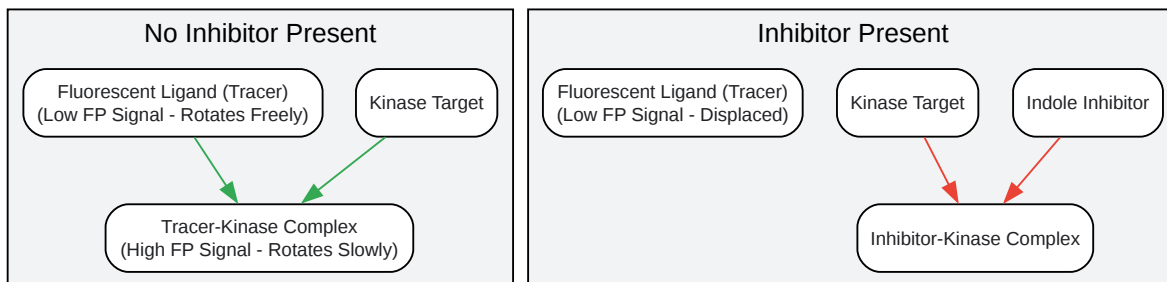 No Inhibitor Present
Fluorescent Ligand (Tracer)
(Low FP Signal - Rotates Freely)
Kinase Target
Tracer-Kinase Complex
(High FP Signal - Rotates Slowly)
Inhibitor Present
Fluorescent Ligand (Tracer)
(Low FP Signal - Displaced)
Kinase Target
Indole Inhibitor
Inhibitor-Kinase Complex